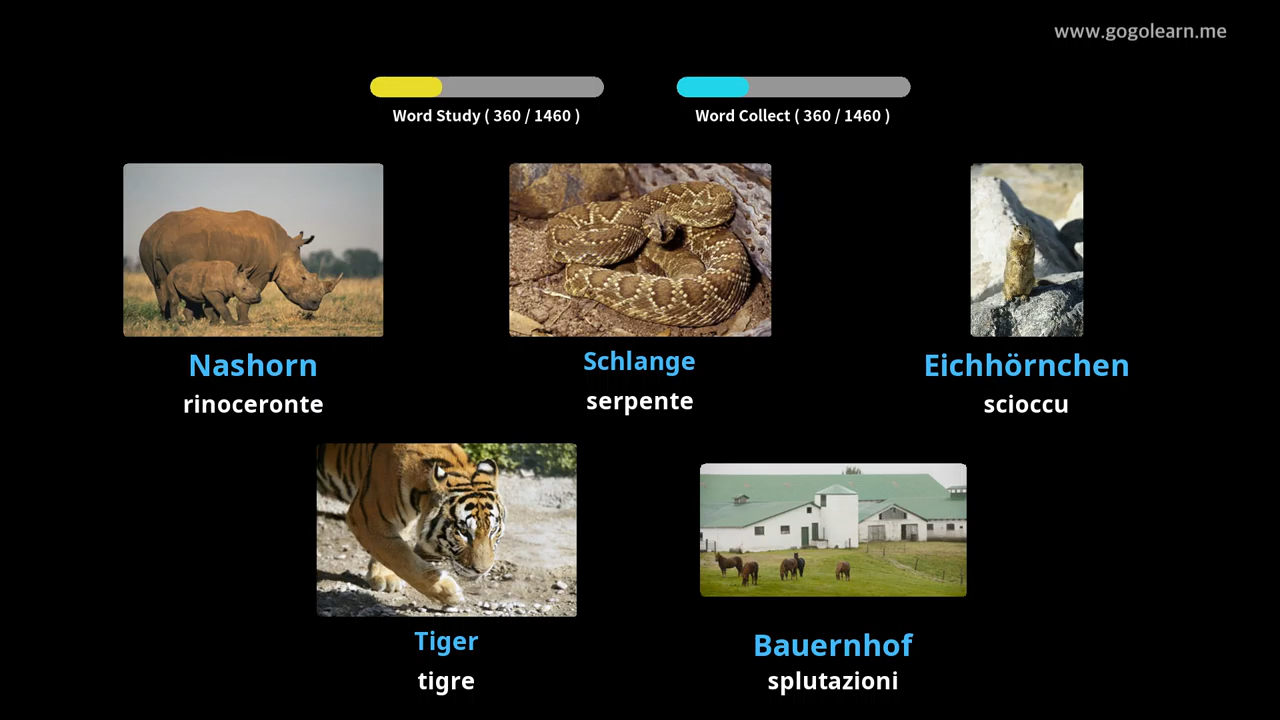 www.gogolearn.me
Word Study ( 360 / 1460 )
Word Collect ( 360 / 1460 )
Nashorn
rinoceronte
Schlange
serpente
Eichhörnchen
scioccu
Tiger
tigre
Bauernhof
splutazioni